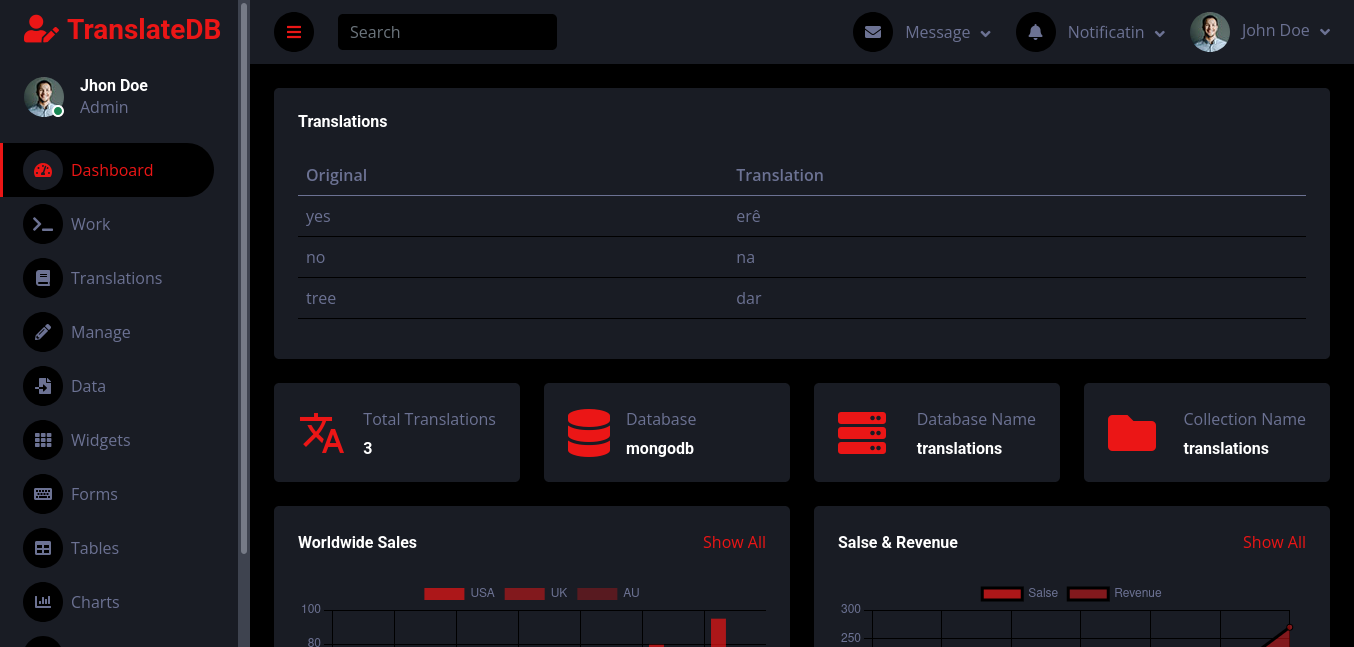 TranslateDB
Jhon Doe
Admin
Dashboard
Work
Translations
Manage
Data
Widgets
Forms
Tables
Charts
Search
Message
Notificatin
John Doe
Translations
Original Translation
yes erê
no na
tree dar
Total Translations
3
Database
mongodb
Database Name
translations
Collection Name
translations
Worldwide Sales Show All
USA UK AU
100
80
Salse & Revenue Show All
Salse Revenue
300
250